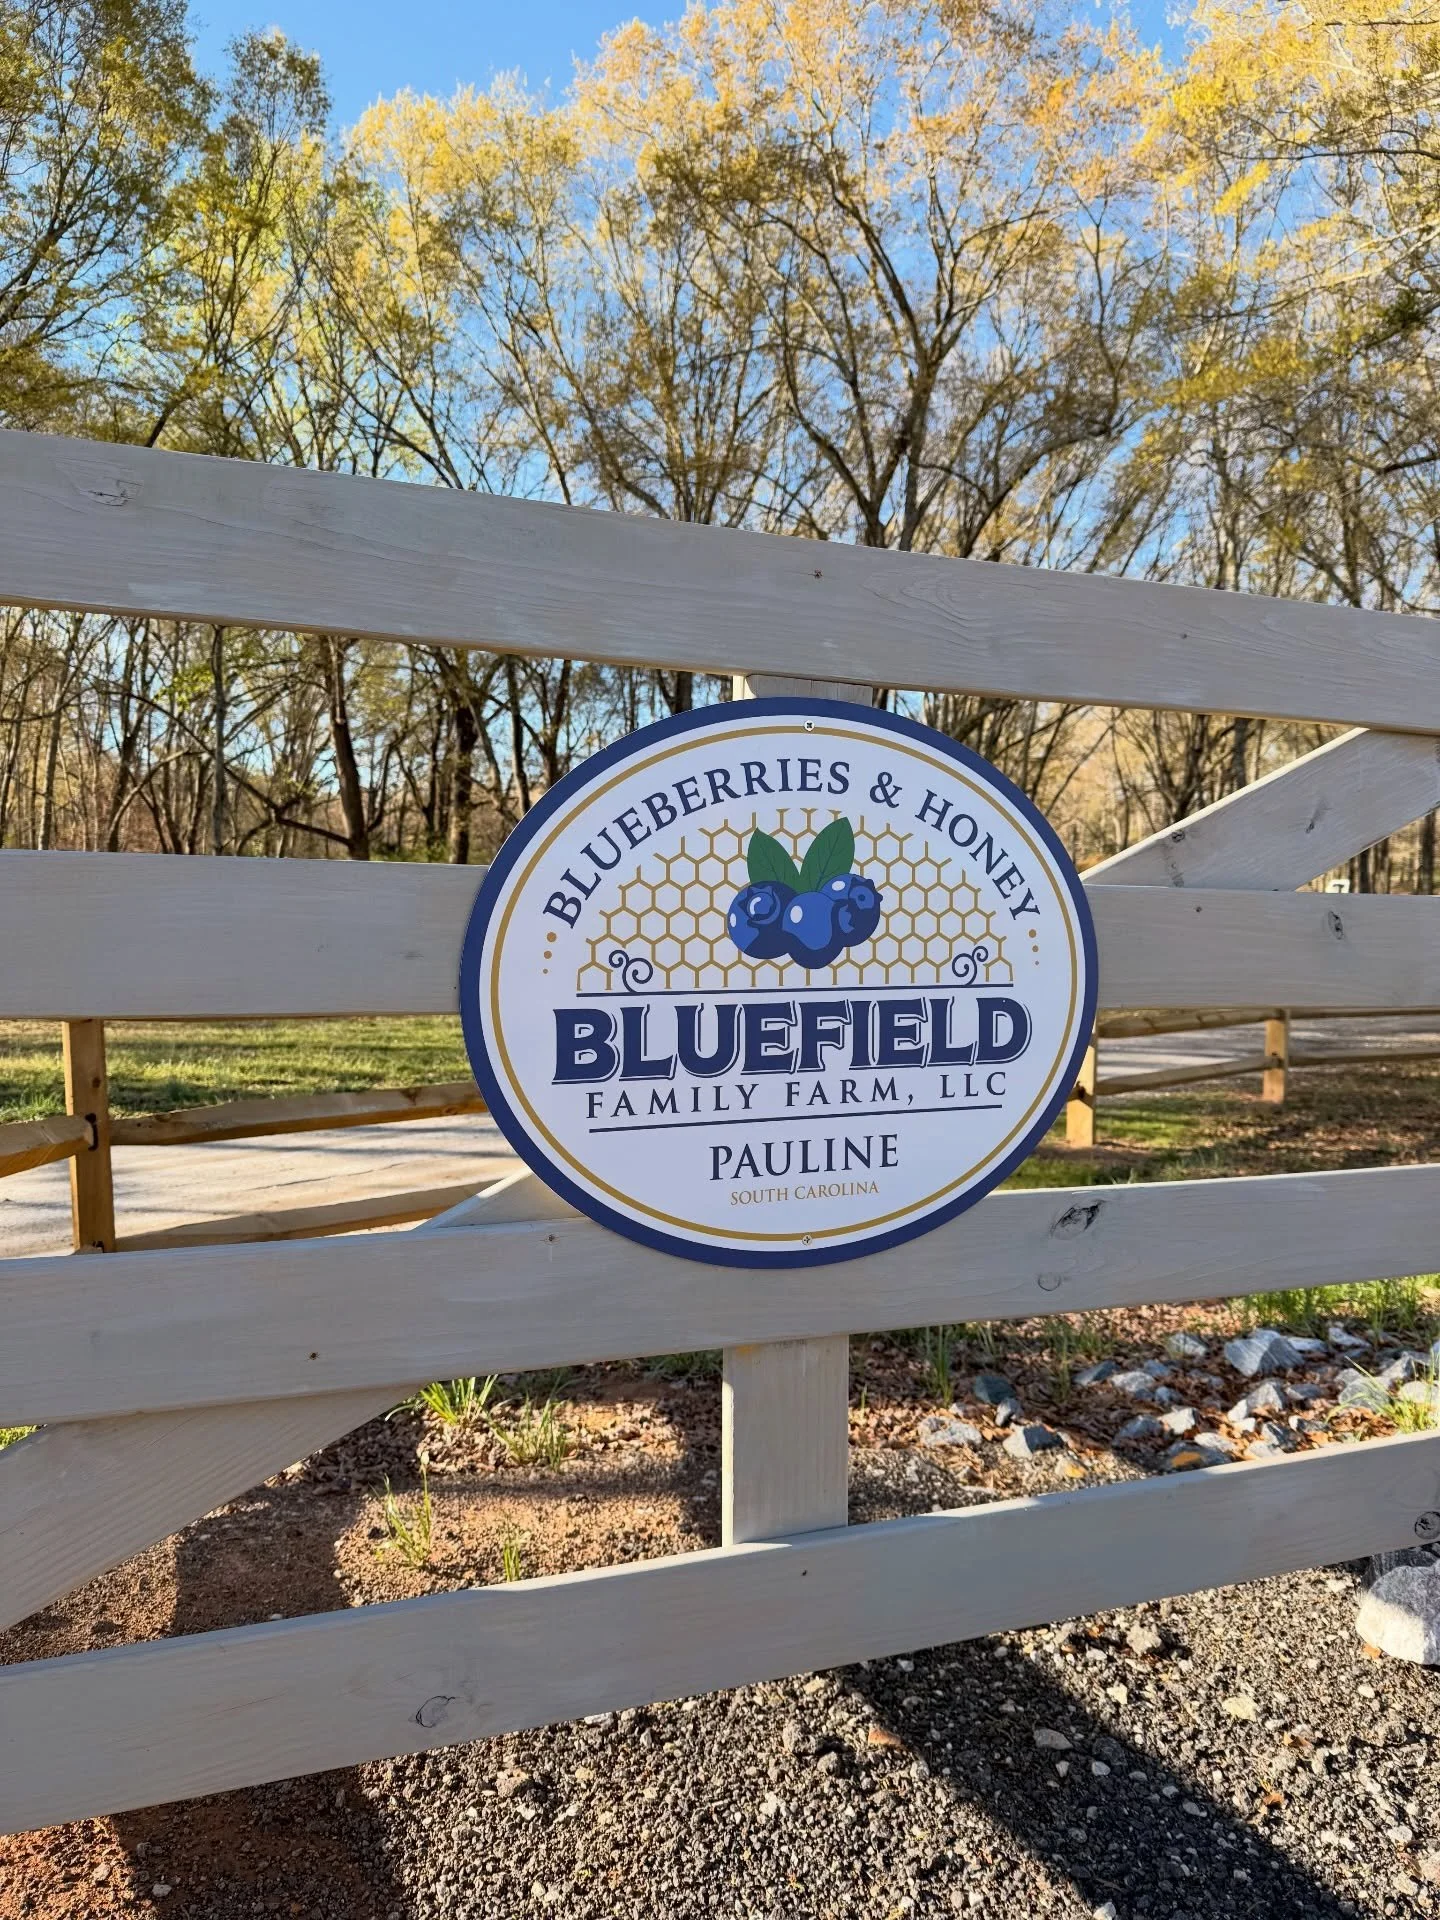 BLUEBERRIES & HONEY
BLUEFIELD
FAMILY FARM, LLC
PAULINE
SOUTH CAROLINA